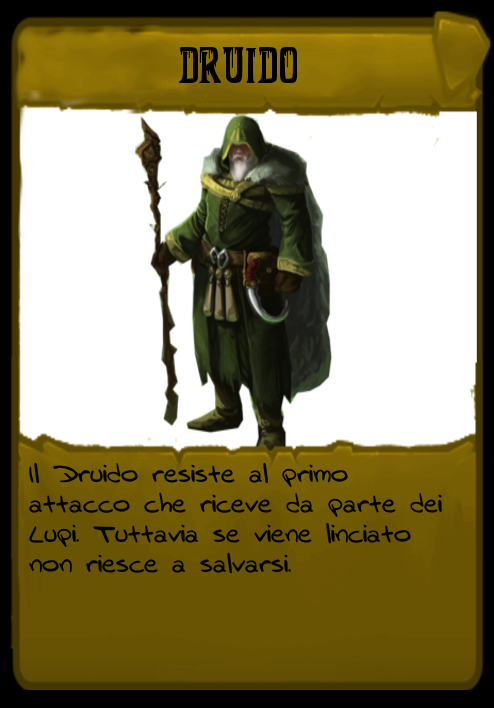 DRUIDO
Il Druido resiste al primo
attacco che riceve da parte dei
Lupi. Tuttavia se viene linciato
non riesce a salvarsi.